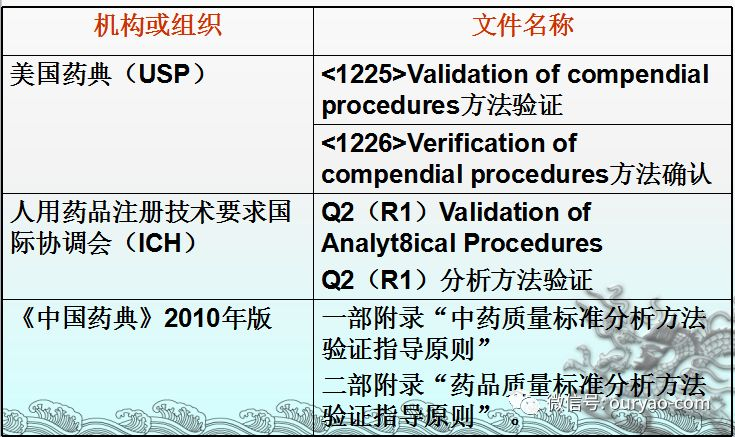 机构或组织 文件名称
美国药典（USP）
<1225>Validation of compendial
procedures方法验证
<1226>Verification of
compendial procedures方法确认
人用药品注册技术要求国
际协调会（ICH）
Q2（R1）Validation of
Analyt8ical Procedures
Q2（R1）分析方法验证
《中国药典》2010年版
一部附录“中药质量标准分析方法
验证指导原则”
二部附录“药品质量标准分析方法
验证指导原则”。
微信号: ouryao-com